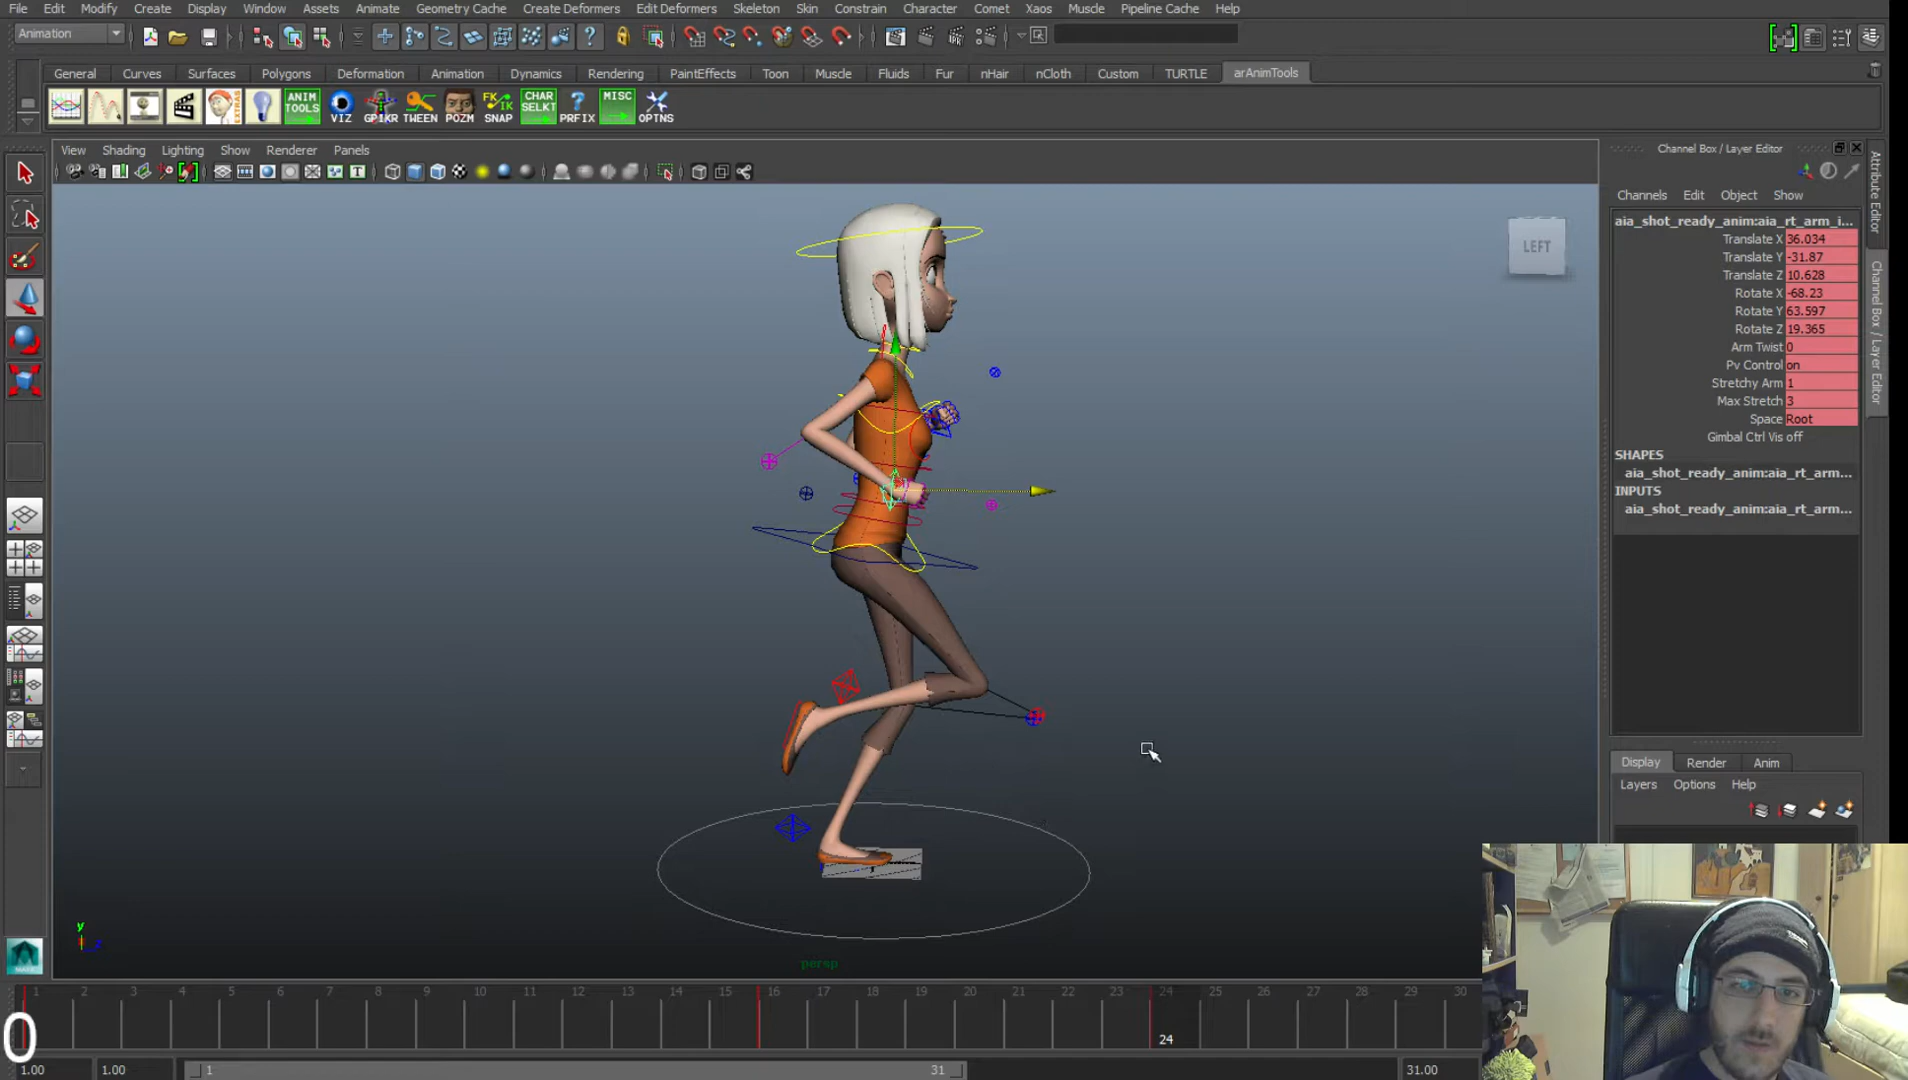 File Edit Modify Create Display Window Assets Animate Geometry Cache Create Deformers Edit Deformers Skeleton Skin Constrain Character Comet Xaos Muscle Pipeline Cache Help
Animation
General Curves Surfaces Polygons Deformation Animation Dynamics Rendering PaintEffects Toon Muscle Fluids Fur nHair nCloth Custom TURTLE arAnimTools
ANIM TOOLS VIZ GPIKR TWEEN POZM FK/IK SNAP CHAR SELKT PRFIX MISC OPTNS
View Shading Lighting Show Renderer Panels
LEFT
persp
Channel Box / Layer Editor
Channels Edit Object Show
aia_shot_ready_anim:aia_rt_arm_i...
Translate X 36.034
Translate Y -31.87
Translate Z 10.628
Rotate X -68.23
Rotate Y 63.597
Rotate Z 19.365
Arm Twist 0
Pv Control on
Stretchy Arm 1
Max Stretch 3
Space Root
Gimbal Ctrl Vis off
SHAPES
aia_shot_ready_anim:aia_rt_arm...
INPUTS
aia_shot_ready_anim:aia_rt_arm...
Display Render Anim
Layers Options Help
Attribute Editor
Channel Box / Layer Editor
1 2 3 4 5 6 7 8 9 10 11 12 13 14 15 16 17 18 19 20 21 22 23 24 25 26 27 28 29 30
24
0
1.00 1.00 1 31 31.00